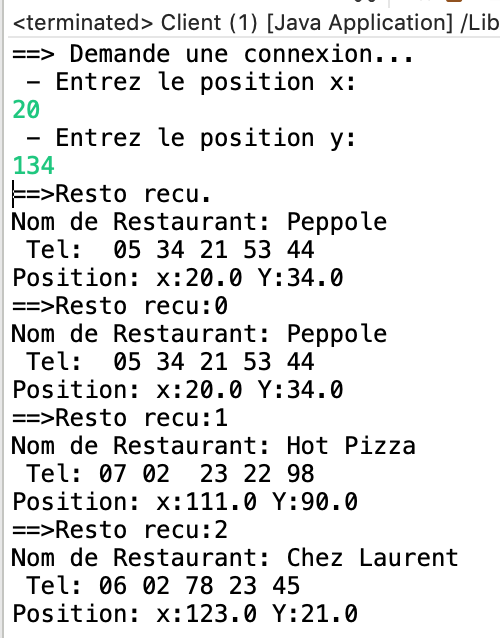 <terminated> Client (1) [Java Application] /Lib
==> Demande une connexion...
- Entrez le position x:
20
- Entrez le position y:
134
==>Resto recu.
Nom de Restaurant: Peppole
Tel:  05 34 21 53 44
Position: x:20.0 Y:34.0
==>Resto recu:0
Nom de Restaurant: Peppole
Tel:  05 34 21 53 44
Position: x:20.0 Y:34.0
==>Resto recu:1
Nom de Restaurant: Hot Pizza
Tel: 07 02  23 22 98
Position: x:111.0 Y:90.0
==>Resto recu:2
Nom de Restaurant: Chez Laurent
Tel: 06 02 78 23 45
Position: x:123.0 Y:21.0